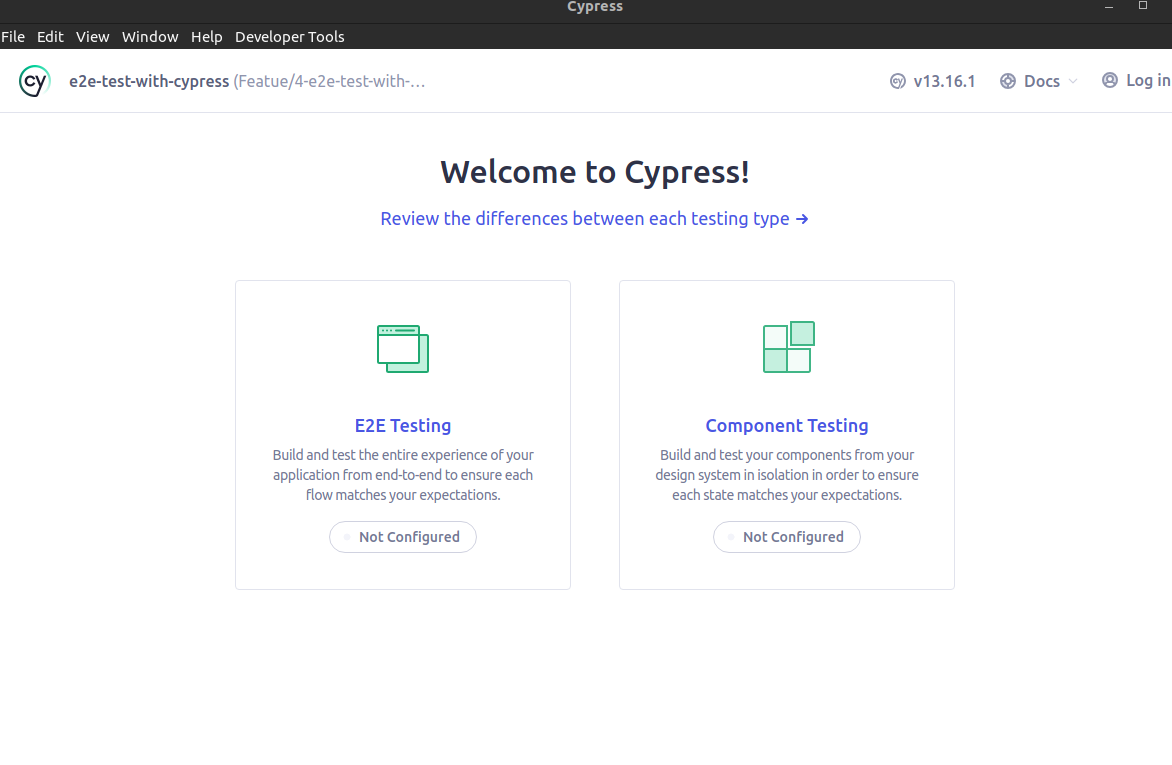 Cypress
File Edit View Window Help Developer Tools
cy e2e-test-with-cypress (Featue/4-e2e-test-with-… cy v13.16.1 Docs Log in
Welcome to Cypress!
Review the differences between each testing type →
E2E Testing
Build and test the entire experience of your
application from end-to-end to ensure each
flow matches your expectations.
Not Configured
Component Testing
Build and test your components from your
design system in isolation in order to ensure
each state matches your expectations.
Not Configured